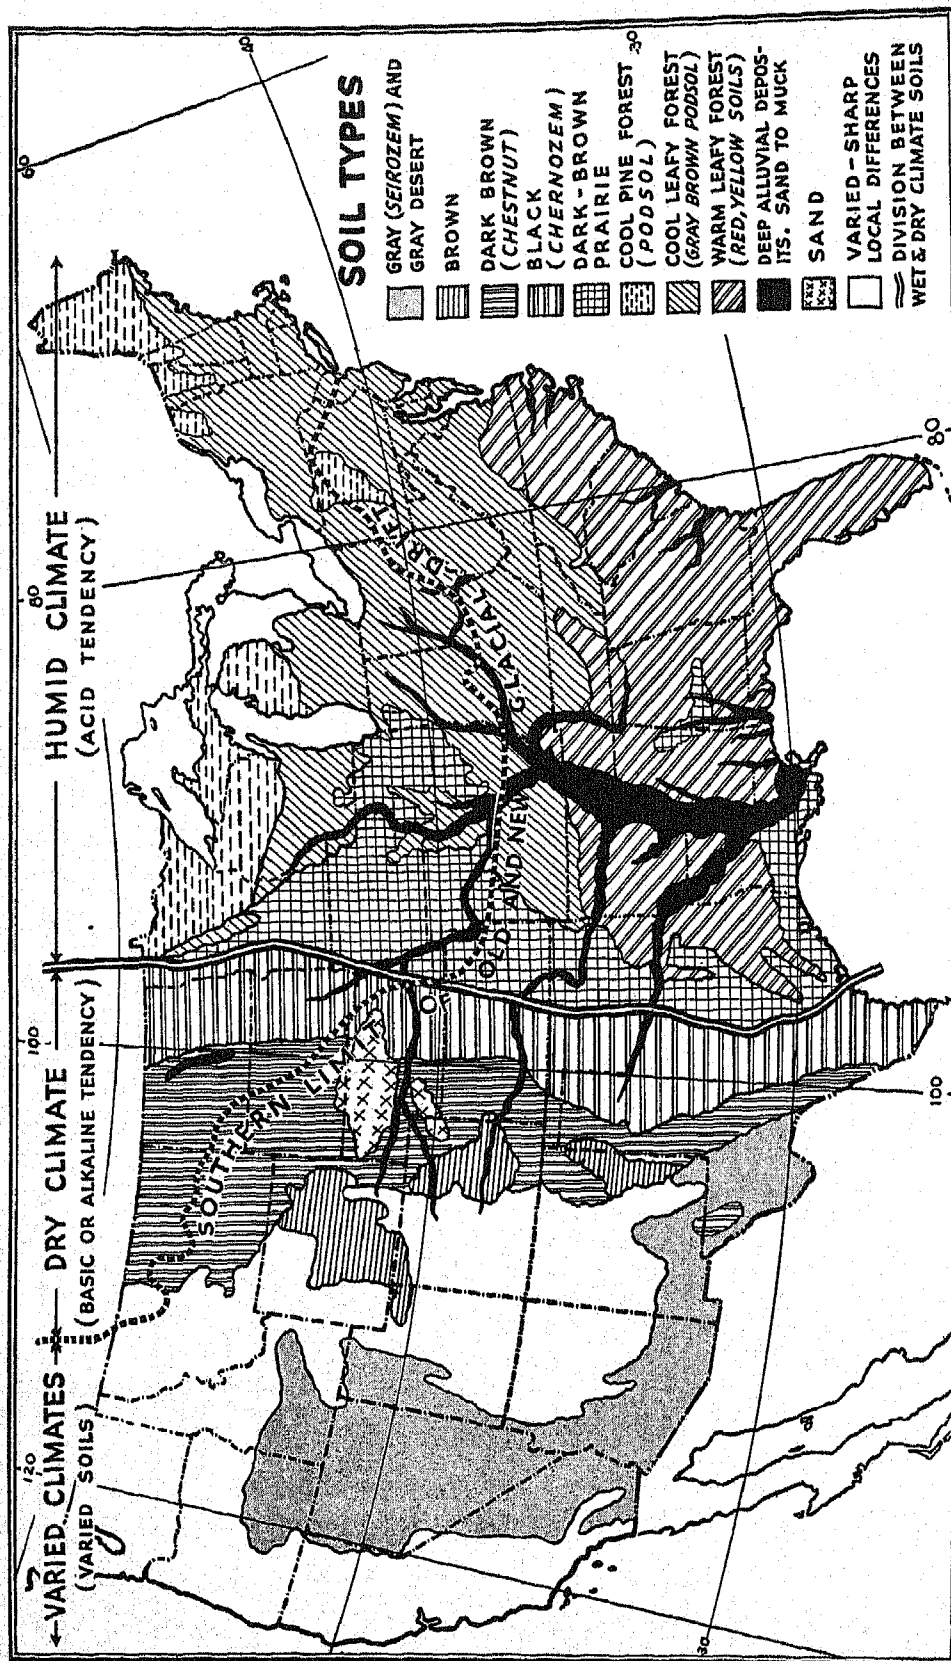 ←VARIED CLIMATES→
(VARIED SOILS)
DRY CLIMATE
(BASIC OR ALKALINE TENDENCY)
HUMID CLIMATE
(ACID TENDENCY)
120
100
80
60
40
30
30
80
100
SOUTHERN LIMIT
OF
OLD AND NEW
GLACIAL
DRIFT
SOIL TYPES
GRAY (SEIROZEM) AND
GRAY DESERT
BROWN
DARK BROWN
(CHESTNUT)
BLACK
(CHERNOZEM)
DARK-BROWN
PRAIRIE
COOL PINE FOREST
(PODSOL)
COOL LEAFY FOREST
(GRAY BROWN PODSOL)
WARM LEAFY FOREST
(RED, YELLOW SOILS)
DEEP ALLUVIAL DEPOS-
ITS. SAND TO MUCK
SAND
VARIED-SHARP
LOCAL DIFFERENCES
DIVISION BETWEEN
WET & DRY CLIMATE SOILS